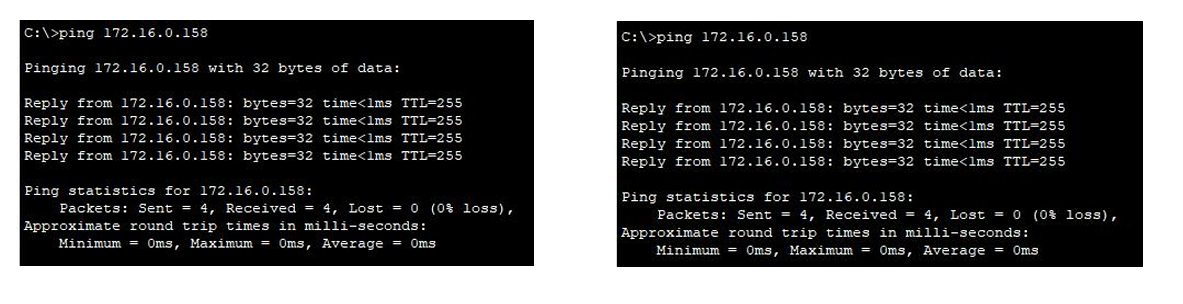 C:\>ping 172.16.0.158
Pinging 172.16.0.158 with 32 bytes of data:
Reply from 172.16.0.158: bytes=32 time<1ms TTL=255
Reply from 172.16.0.158: bytes=32 time<1ms TTL=255
Reply from 172.16.0.158: bytes=32 time<1ms TTL=255
Reply from 172.16.0.158: bytes=32 time<1ms TTL=255
Ping statistics for 172.16.0.158:
Packets: Sent = 4, Received = 4, Lost = 0 (0% loss),
Approximate round trip times in milli-seconds:
Minimum = 0ms, Maximum = 0ms, Average = 0ms
C:\>ping 172.16.0.158
Pinging 172.16.0.158 with 32 bytes of data:
Reply from 172.16.0.158: bytes=32 time<1ms TTL=255
Reply from 172.16.0.158: bytes=32 time<1ms TTL=255
Reply from 172.16.0.158: bytes=32 time<1ms TTL=255
Reply from 172.16.0.158: bytes=32 time<1ms TTL=255
Ping statistics for 172.16.0.158:
Packets: Sent = 4, Received = 4, Lost = 0 (0% loss),
Approximate round trip times in milli-seconds:
Minimum = 0ms, Maximum = 0ms, Average = 0ms